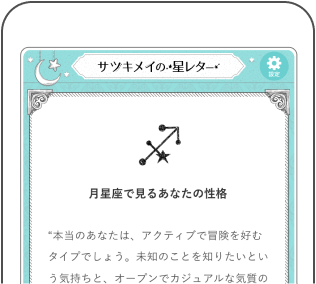 サツキメイの星レター
設定
月星座で見るあなたの性格
“本当のあなたは、アクティブで冒険を好む
タイプでしょう。未知のことを知りたいとい
う気持ちと、オープンでカジュアルな気質の